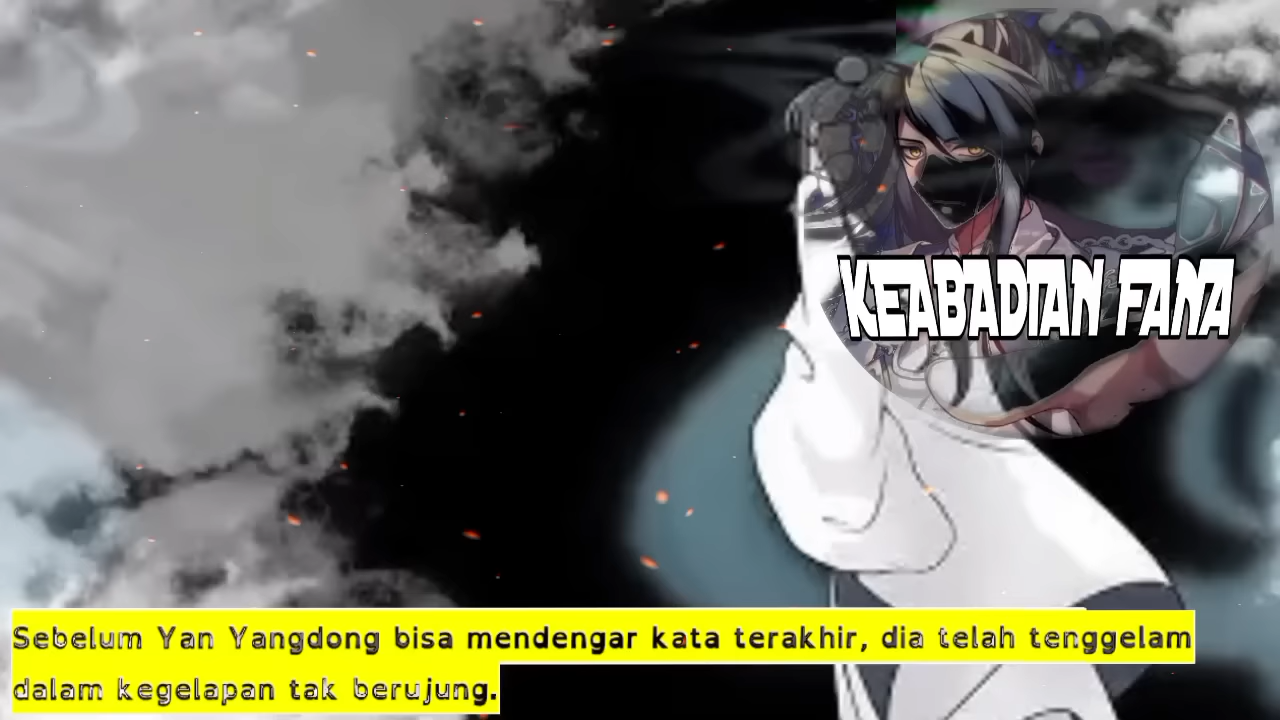 KEABADIAN FANA
Sebelum Yan Yangdong bisa mendengar kata terakhir, dia telah tenggelam
dalam kegelapan tak berujung.